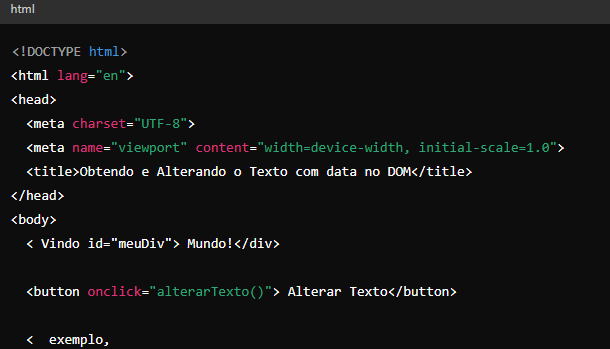 html
<!DOCTYPE html>
<html lang="en">
<head>
<meta charset="UTF-8">
<meta name="viewport" content="width=device-width, initial-scale=1.0">
<title>Obtendo e Alterando o Texto com data no DOM</title>
</head>
<body>
< Vindo id="meuDiv"> Mundo!</div>
<button onclick="alterarTexto()"> Alterar Texto</button>
<  exemplo,